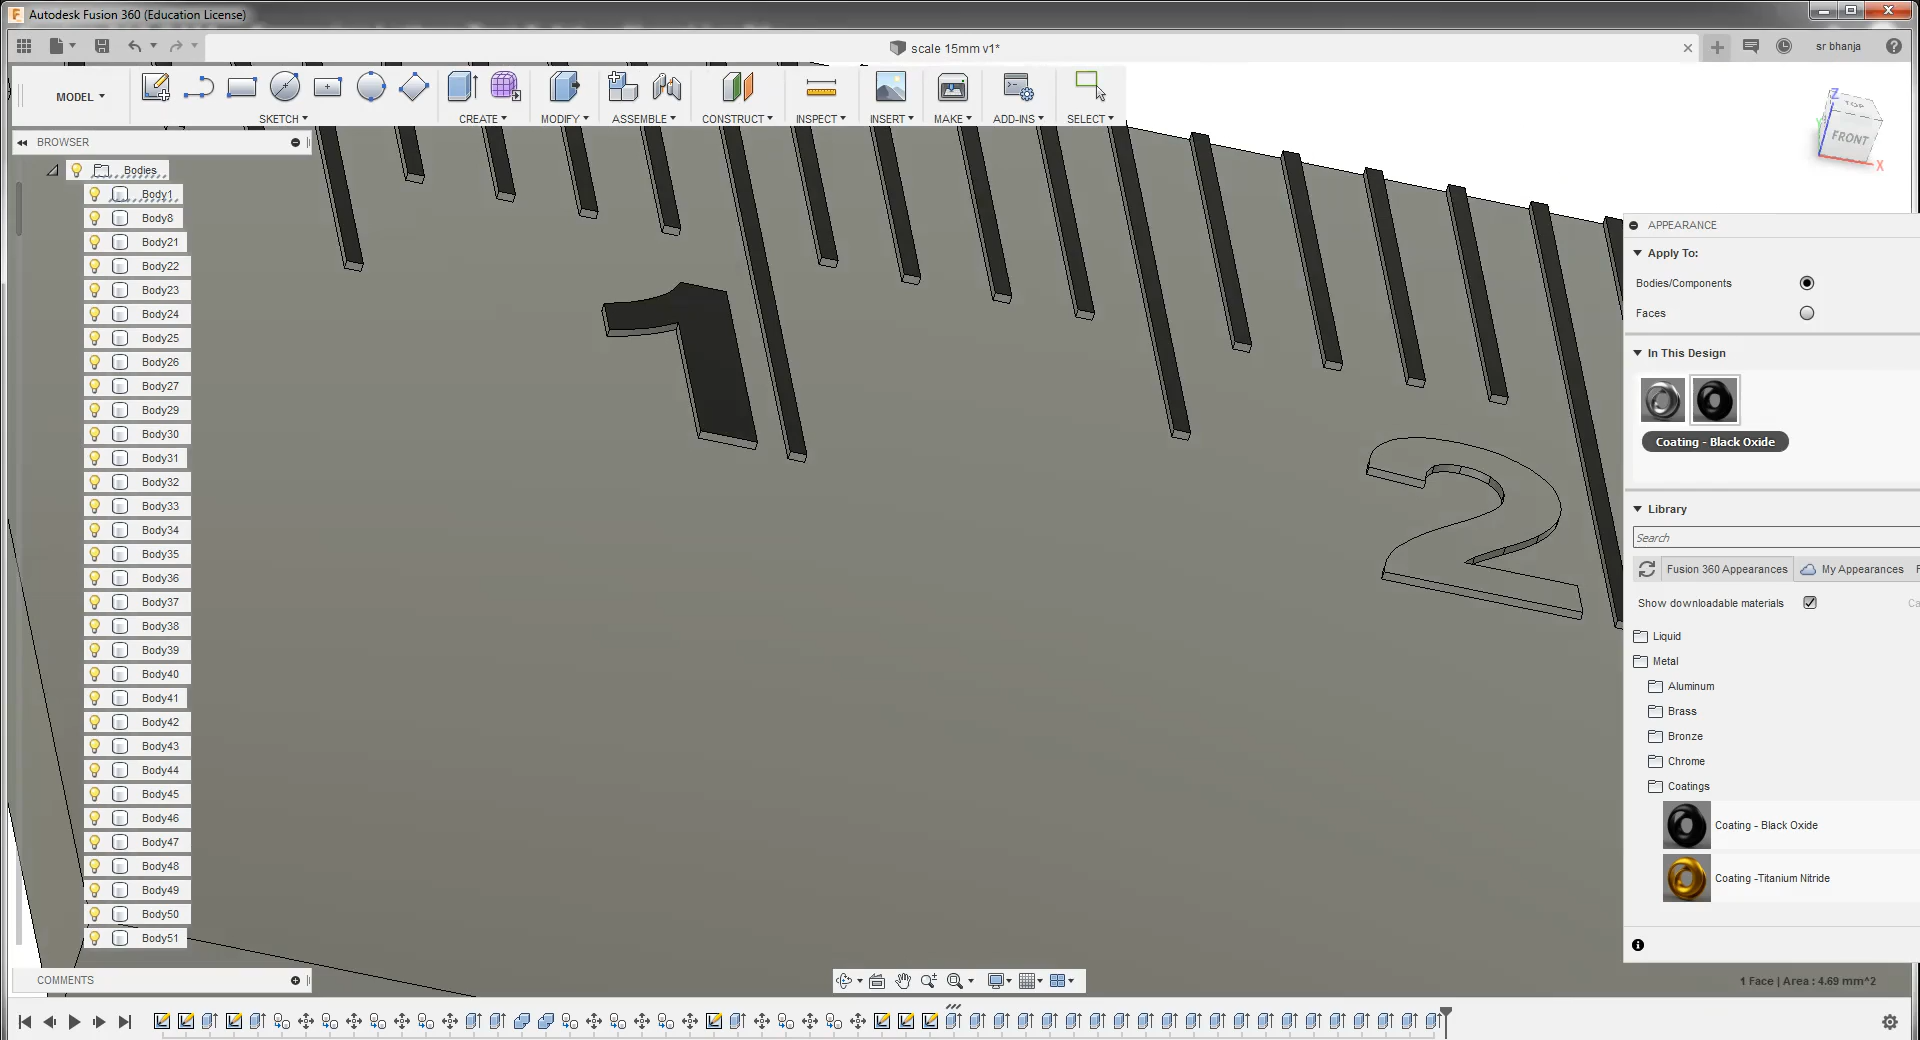 Autodesk Fusion 360 (Education License)
scale 15mm v1*
sr bhanja
MODEL
SKETCH
CREATE
MODIFY
ASSEMBLE
CONSTRUCT
INSPECT
INSERT
MAKE
ADD-INS
SELECT
BROWSER
Bodies
Body1
Body8
Body21
Body22
Body23
Body24
Body25
Body26
Body27
Body29
Body30
Body31
Body32
Body33
Body34
Body35
Body36
Body37
Body38
Body39
Body40
Body41
Body42
Body43
Body44
Body45
Body46
Body47
Body48
Body49
Body50
Body51
COMMENTS
1
2
Z
TOP
Y
FRONT
X
APPEARANCE
Apply To:
Bodies/Components
Faces
In This Design
Coating - Black Oxide
Library
Search
Fusion 360 Appearances My Appearances F
Show downloadable materials Ca
Liquid
Metal
Aluminum
Brass
Bronze
Chrome
Coatings
Coating - Black Oxide
Coating -Titanium Nitride
1 Face | Area : 4.69 mm^2